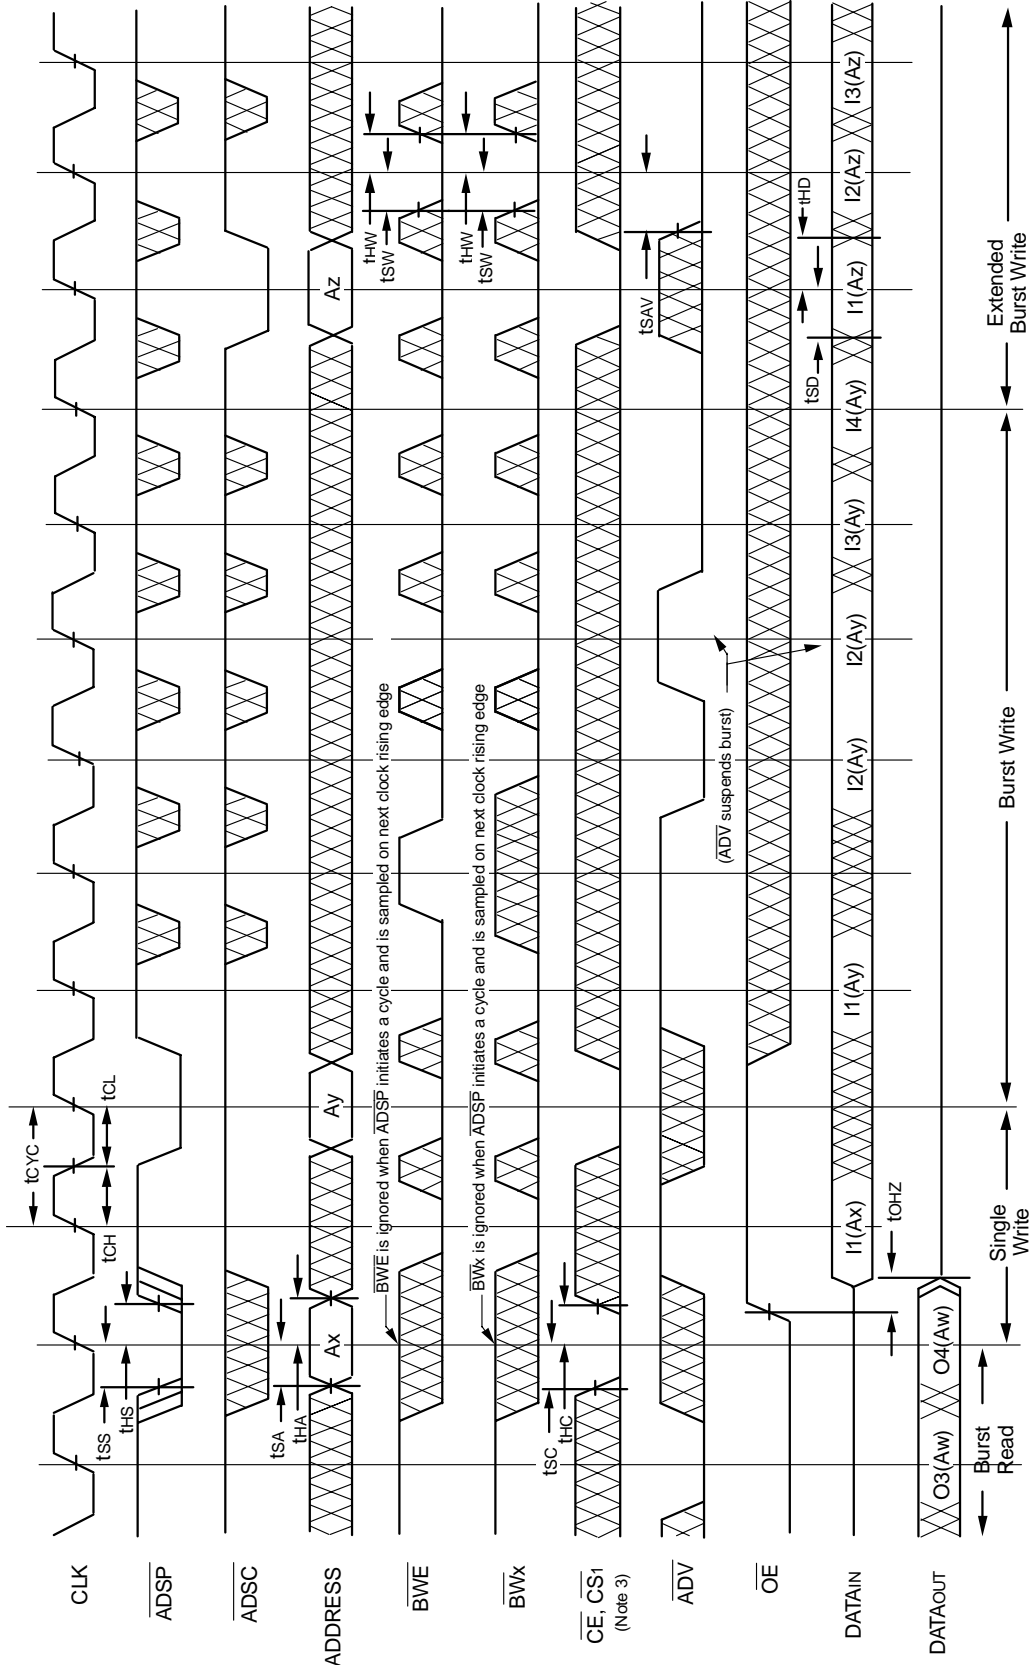 CLK
ADSP
ADSC
ADDRESS
BWE
BWx
CE, CS1
(Note 3)
ADV
OE
DATAIN
DATAOUT
tCYC
tCH
tCL
tSS
tHS
tSA
tHA
Ax
Ay
Az
BWE is ignored when ADSP initiates a cycle and is sampled on next clock rising edge
tHW
tSW
BWx is ignored when ADSP initiates a cycle and is sampled on next clock rising edge
tHW
tSW
tSC
tHC
tSAV
(ADV suspends burst)
tSD
tHD
I1(Ax)
I1(Ay)
I2(Ay)
I2(Ay)
I3(Ay)
I4(Ay)
I1(Az)
I2(Az)
I3(Az)
tOHZ
O3(Aw)
O4(Aw)
Burst
Read
Single
Write
Burst Write
Extended
Burst Write